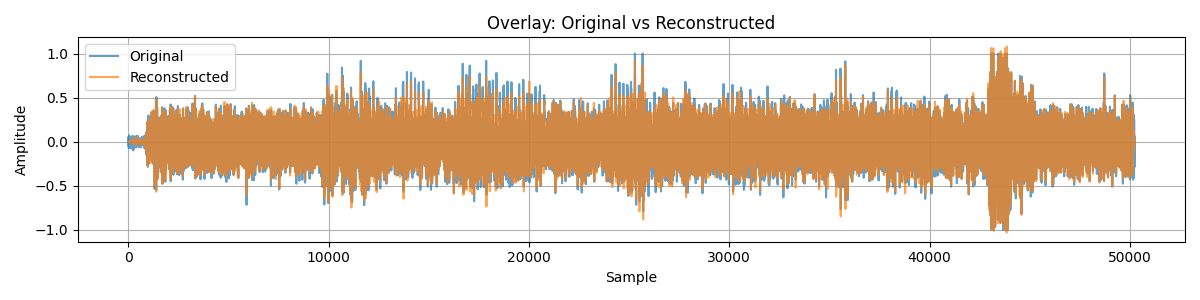 Overlay: Original vs Reconstructed
Original
Reconstructed
Amplitude
1.0
0.5
0.0
−0.5
−1.0
0
10000
20000
30000
40000
50000
Sample